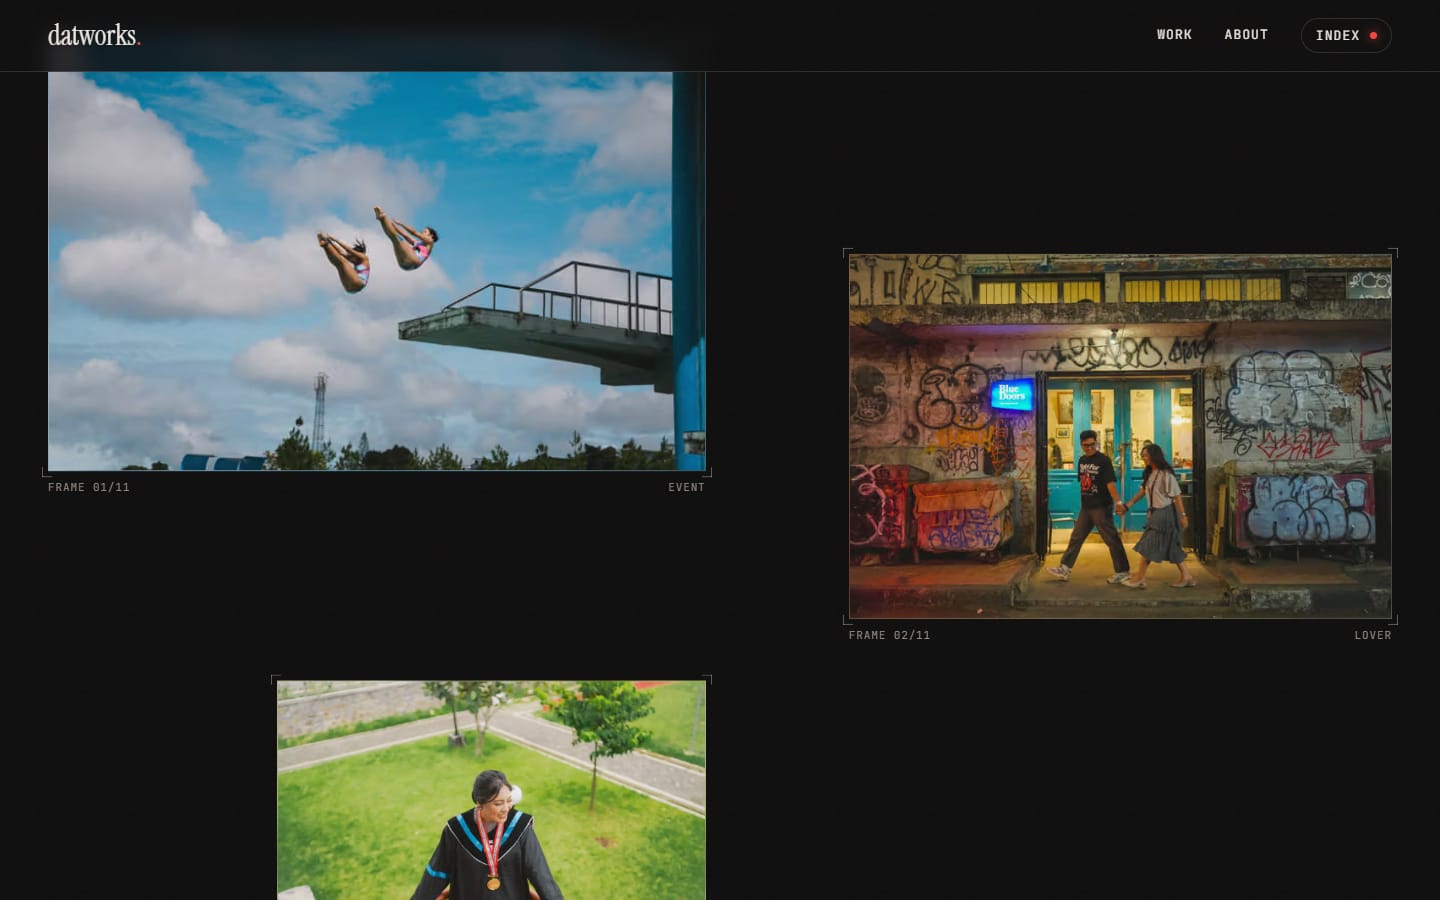 datworks.
WORK
ABOUT
INDEX
Blue
Doors
FRAME 01/11
EVENT
FRAME 02/11
LOVER